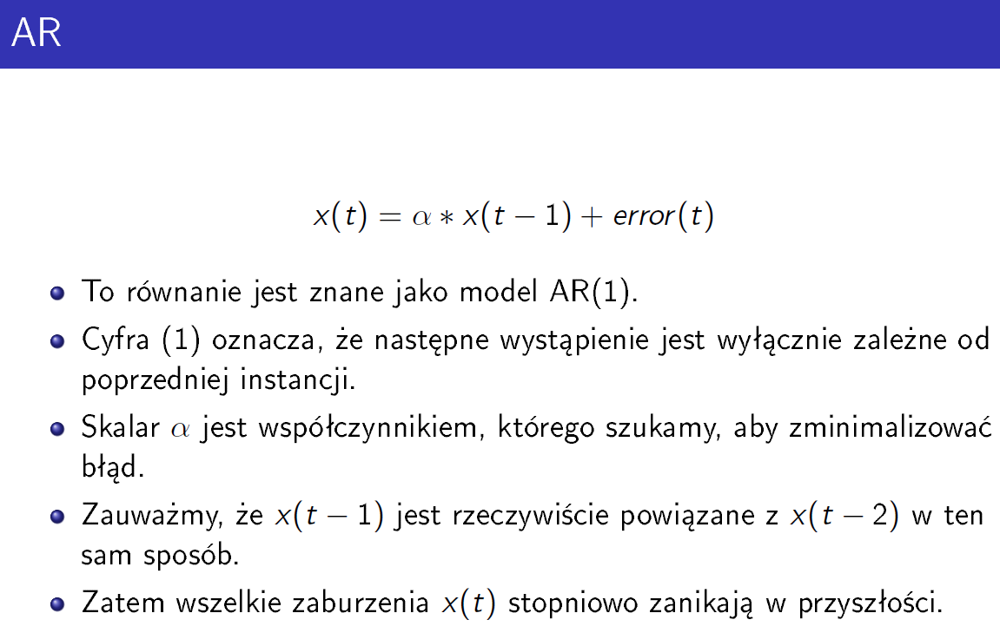 AR
x(t) = α ∗ x(t − 1) + error(t)
To równanie jest znane jako model AR(1).
Cyfra (1) oznacza, że następne wystąpienie jest wyłącznie zależne od
poprzedniej instancji.
Skalar α jest współczynnikiem, którego szukamy, aby zminimalizować
błąd.
Zauważmy, że x(t − 1) jest rzeczywiście powiązane z x(t − 2) w ten
sam sposób.
Zatem wszelkie zaburzenia x(t) stopniowo zanikają w przyszłości.